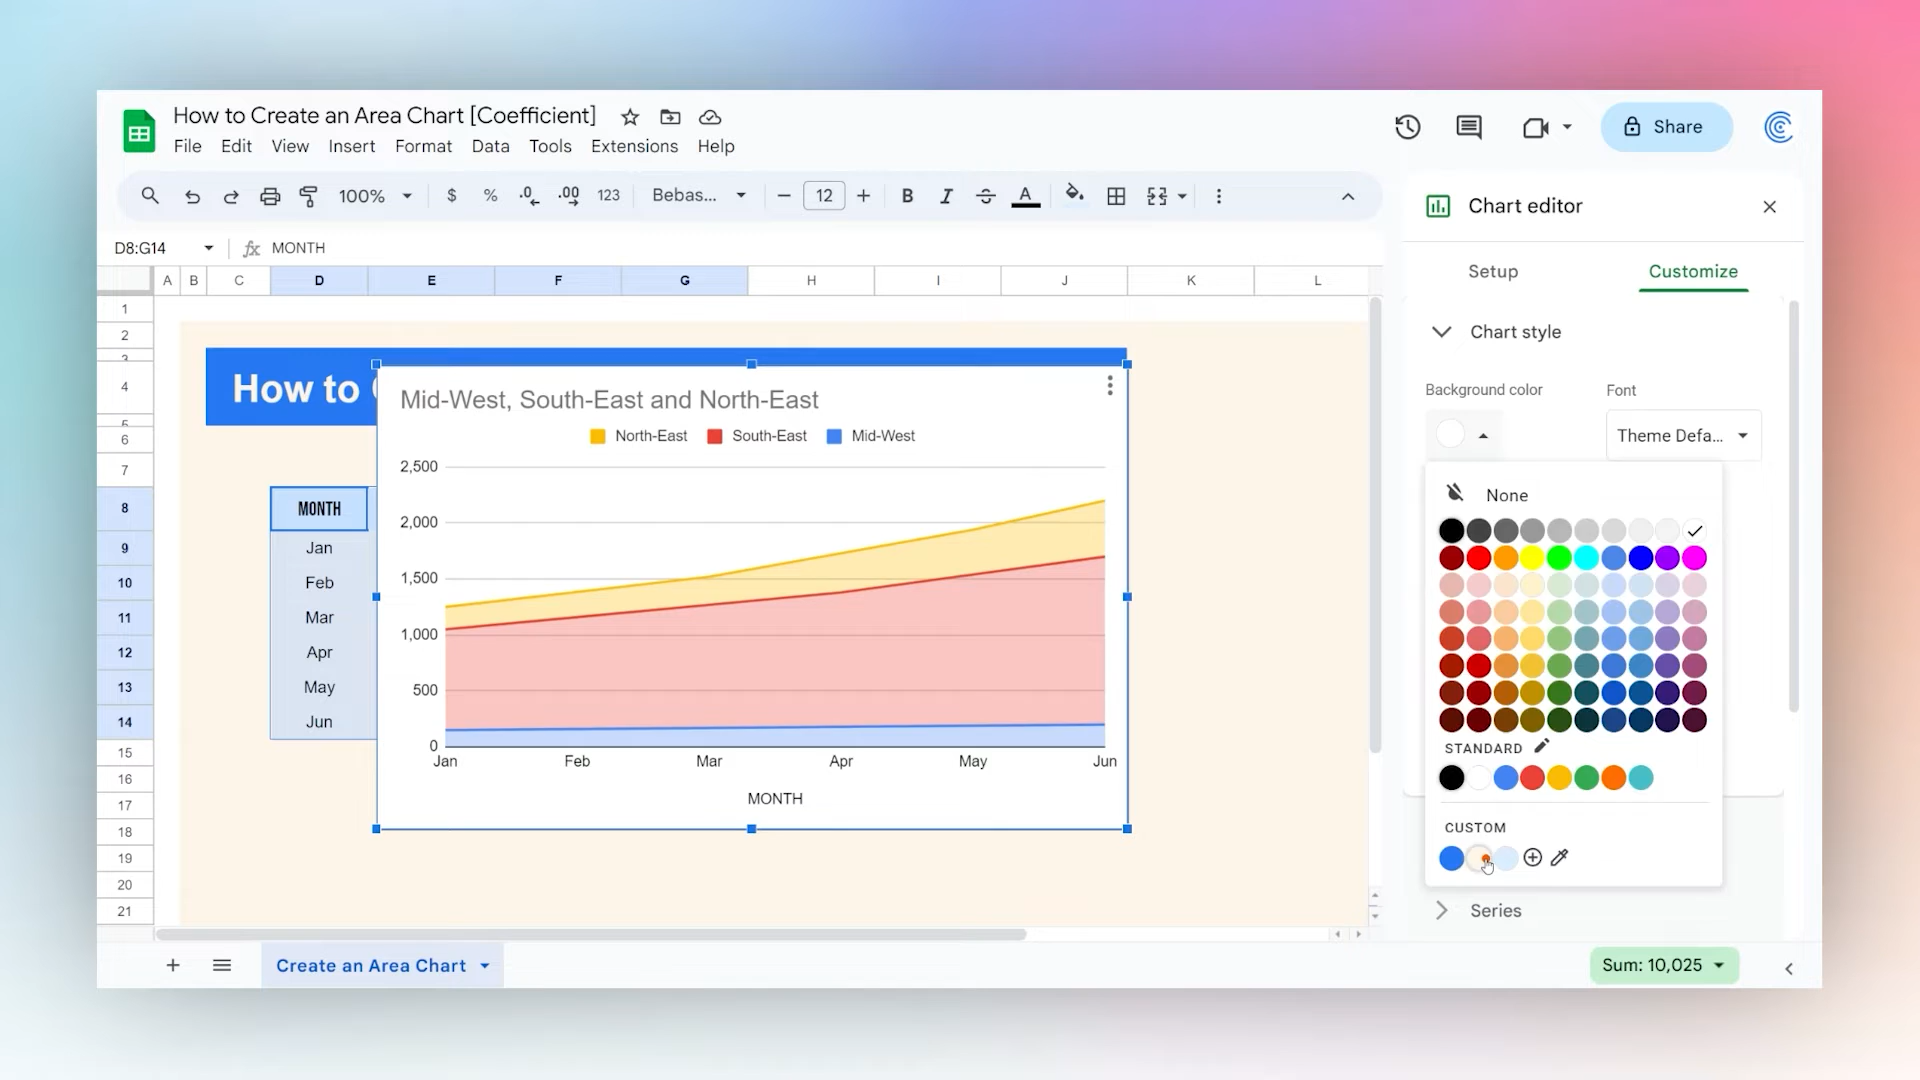 How to Create an Area Chart [Coefficient]
File Edit View Insert Format Data Tools Extensions Help
Share
100% $ % .0 .00 123 Bebas... 12 B I A
D8:G14 fx MONTH
A B C D E F G H I J K L
1
2
3
4
5
6
7
8
9
10
11
12
13
14
15
16
17
18
19
20
21
How to
MONTH
Jan
Feb
Mar
Apr
May
Jun
Mid-West, South-East and North-East
North-East South-East Mid-West
2,500
2,000
1,500
1,000
500
0
Jan Feb Mar Apr May Jun
MONTH
Chart editor
Setup Customize
Chart style
Background color Font
Theme Defa...
None
STANDARD
CUSTOM
Series
Create an Area Chart
Sum: 10,025